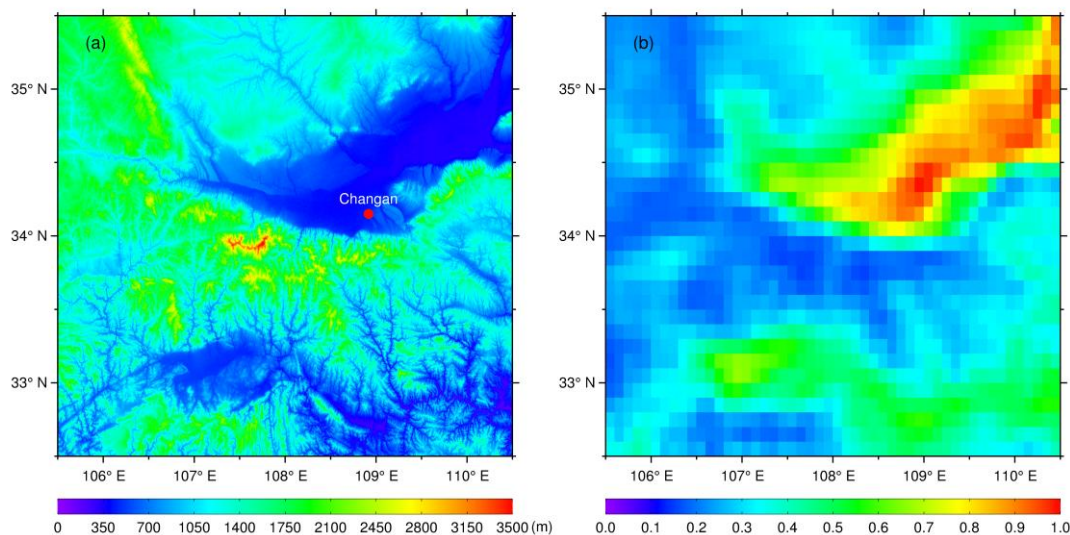 (a)
(b)
35° N
34° N
33° N
Changan
106° E 107° E 108° E 109° E 110° E
0 350 700 1050 1400 1750 2100 2450 2800 3150 3500 (m)
35° N
34° N
33° N
106° E 107° E 108° E 109° E 110° E
0.0 0.1 0.2 0.3 0.4 0.5 0.6 0.7 0.8 0.9 1.0